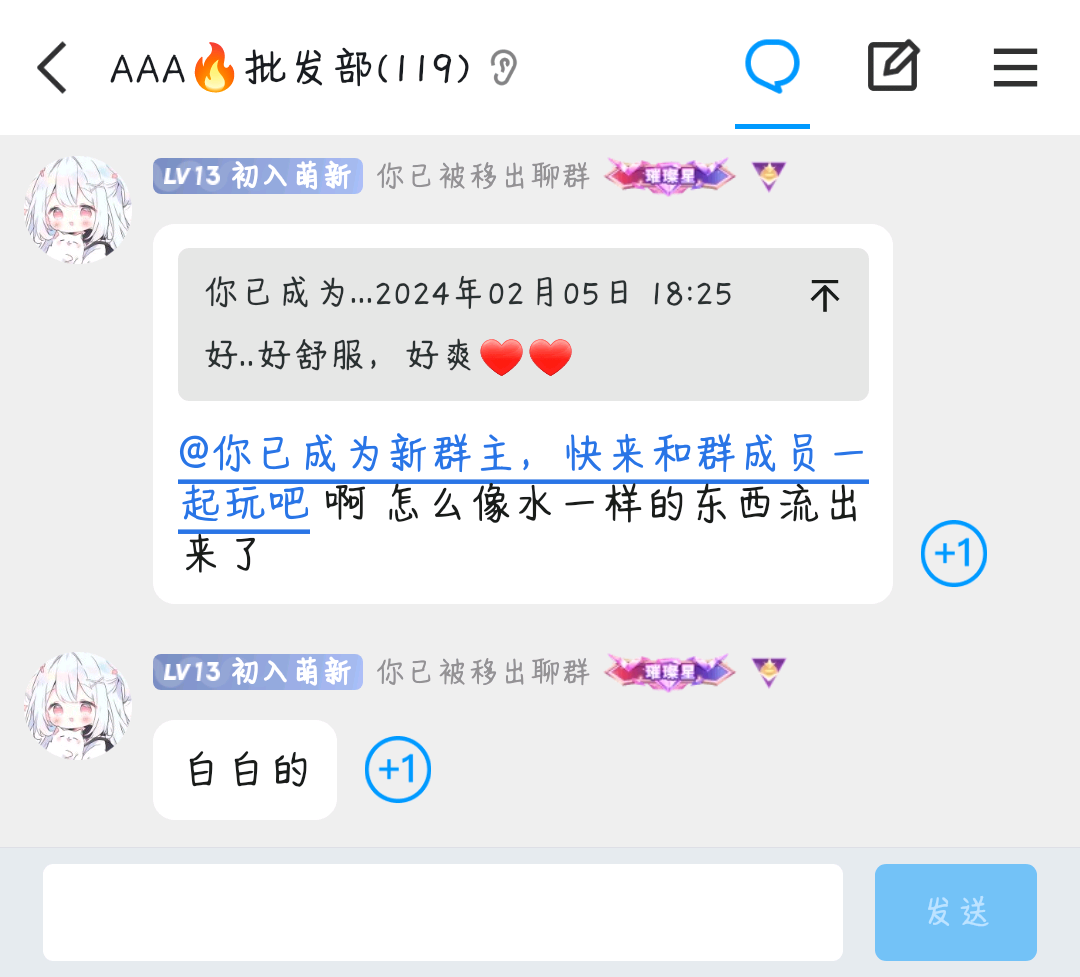 AAA🔥批发部(119)
LV13 初入萌新 你已被移出聊群 璀璨星
你已成为...2024年02月05日 18:25
好..好舒服，好爽❤️❤️
@你已成为新群主，快来和群成员一
起玩吧 啊 怎么像水一样的东西流出
来了
+1
LV13 初入萌新 你已被移出聊群 璀璨星
白白的
+1
发送